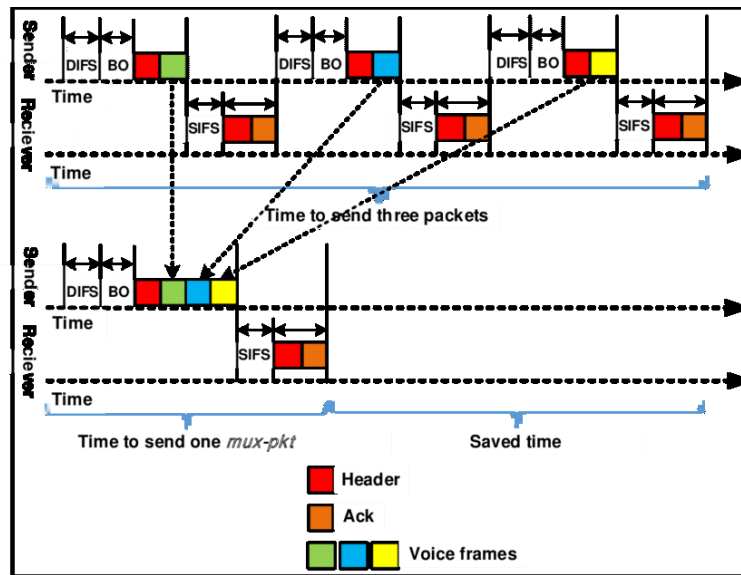 Sender
DIFS BO DIFS BO DIFS BO
Time
Reciever
SIFS SIFS SIFS
Time
Time to send three packets
Sender
DIFS BO
Time
Reciever
SIFS
Time
Time to send one mux-pkt Saved time
Header
Ack
Voice frames